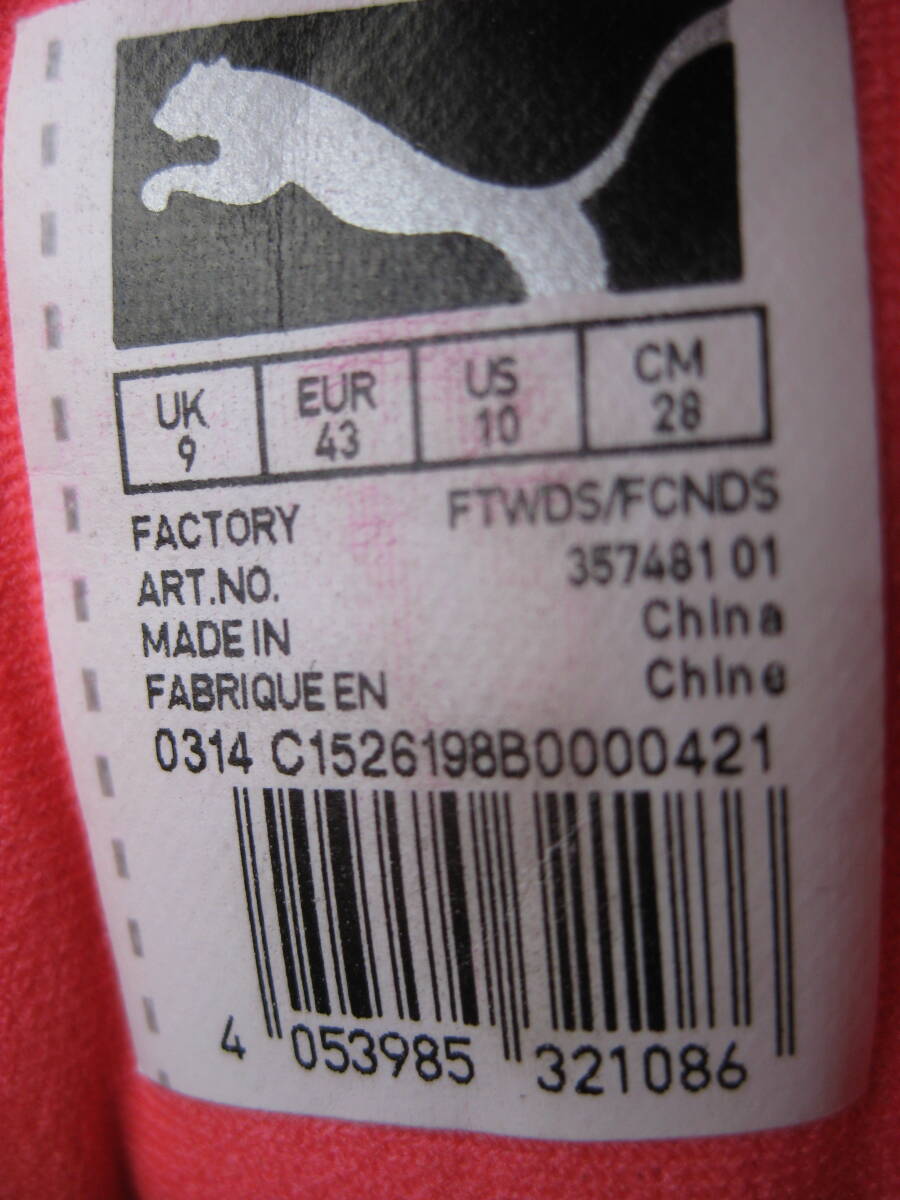 UK EUR US CM
9 43 10 28
FACTORY FTWDS/FCNDS
ART.NO. 357481 01
MADE IN China
FABRIQUE EN Chine
0314 C1526198B0000421
4 053985 321086